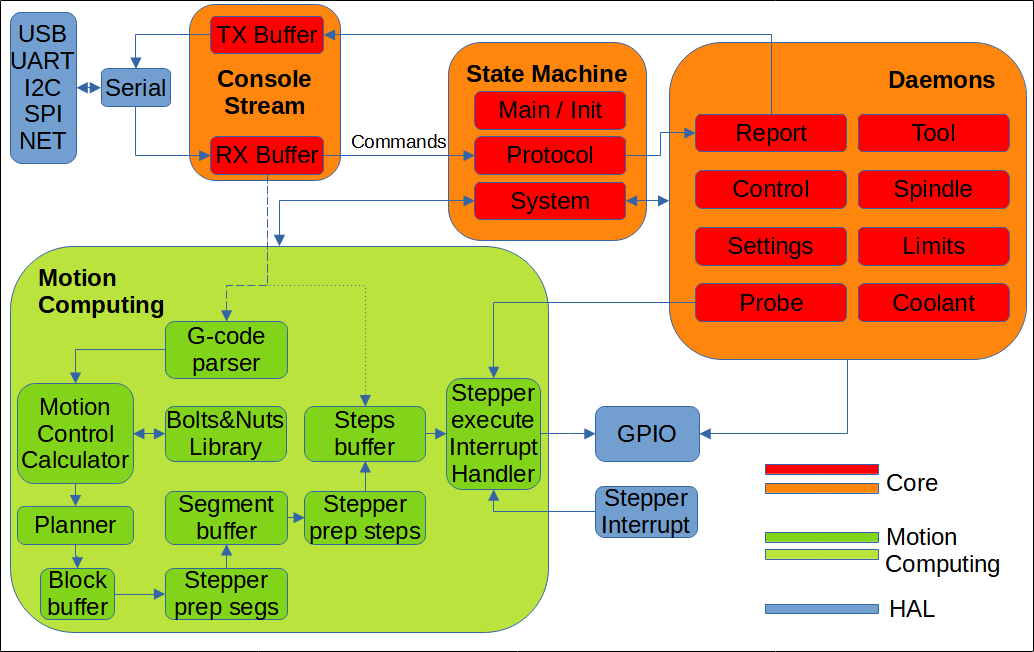 USB
UART
I2C
SPI
NET
Serial
TX Buffer
Console
Stream
RX Buffer
Commands
State Machine
Main / Init
Protocol
System
Daemons
Report
Tool
Control
Spindle
Settings
Limits
Probe
Coolant
Motion
Computing
G-code
parser
Motion
Control
Calculator
Bolts&Nuts
Library
Steps
buffer
Stepper
execute
Interrupt
Handler
GPIO
Planner
Segment
buffer
Stepper
prep steps
Stepper
Interrupt
Block
buffer
Stepper
prep segs
Core
Motion
Computing
HAL